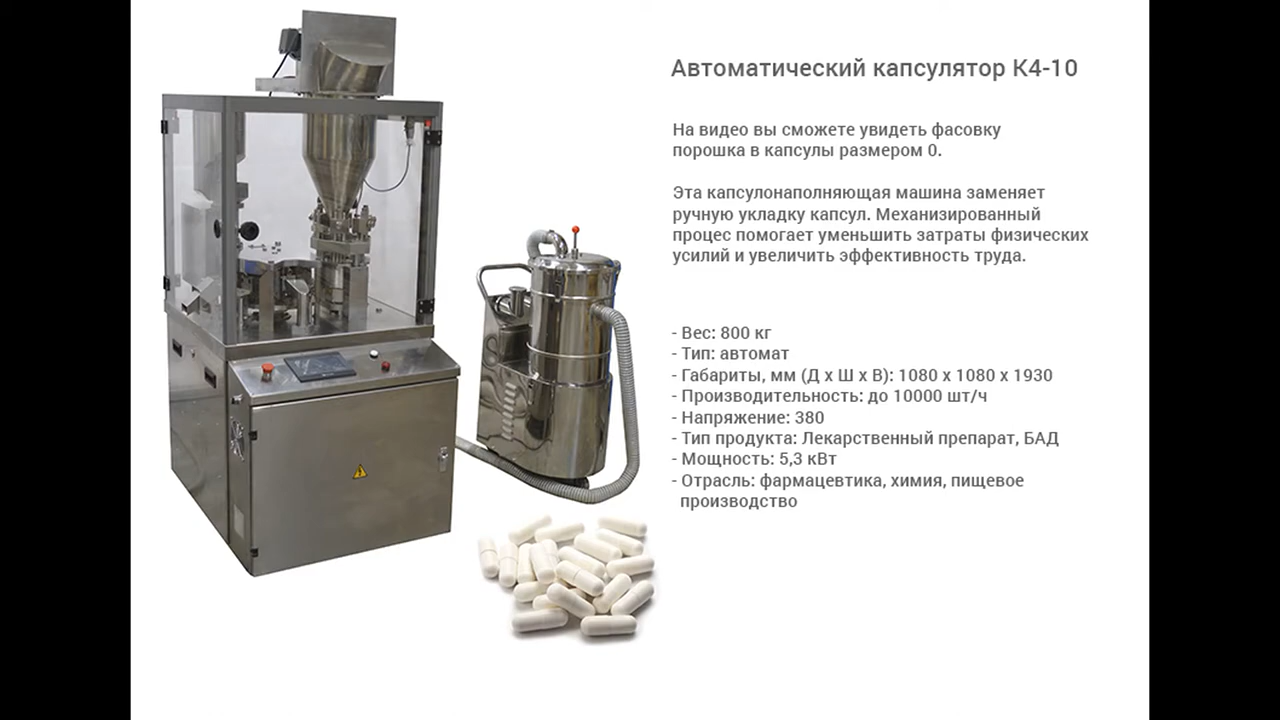 Автоматический капсулятор К4-10
На видео вы сможете увидеть фасовку
порошка в капсулы размером 0.
Эта капсулонаполняющая машина заменяет
ручную укладку капсул. Механизированный
процес помогает уменьшить затраты физических
усилий и увеличить эффективность труда.
- Вес: 800 кг
- Тип: автомат
- Габариты, мм (Д х Ш х В): 1080 х 1080 х 1930
- Производительность: до 10000 шт/ч
- Напряжение: 380
- Тип продукта: Лекарственный препарат, БАД
- Мощность: 5,3 кВт
- Отрасль: фармацевтика, химия, пищевое
производство